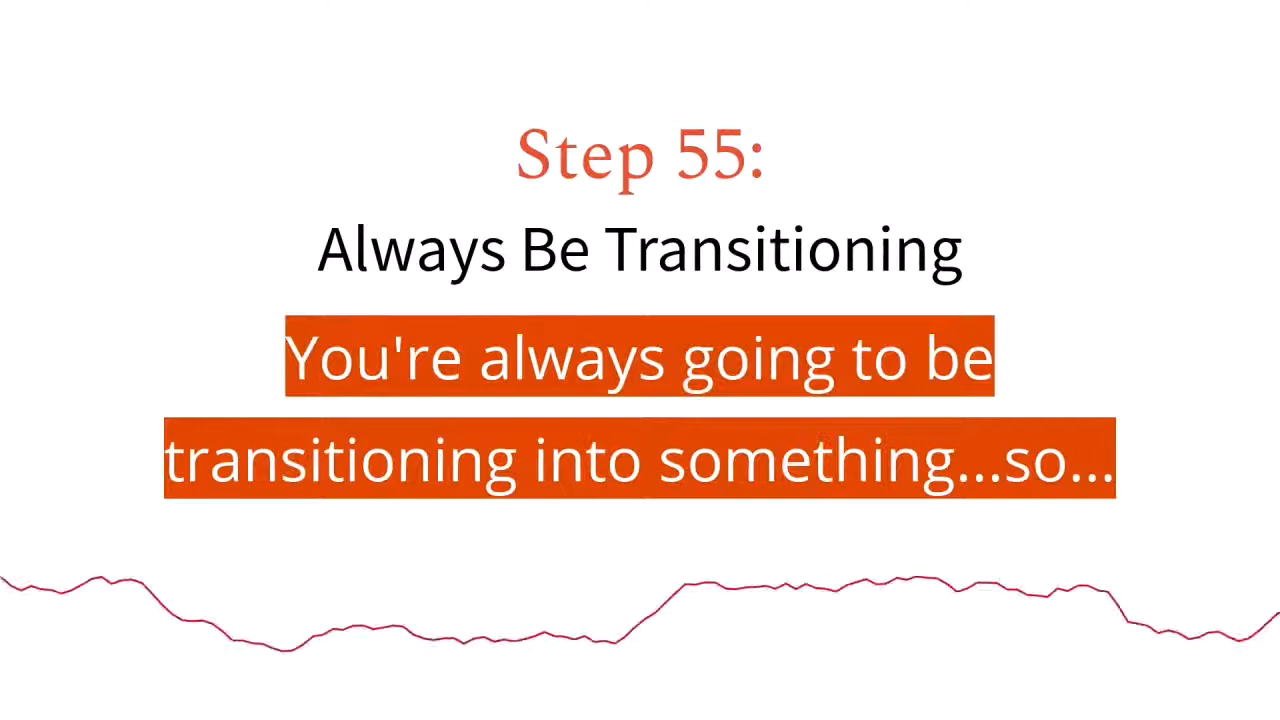 Step 55:
Always Be Transitioning
You're always going to be
transitioning into something...so...